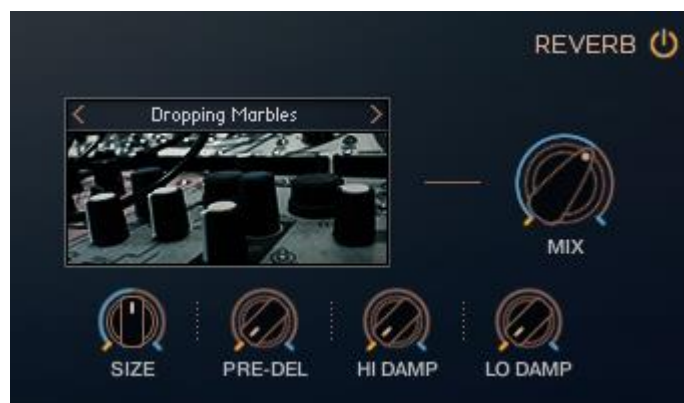 REVERB
Dropping Marbles
MIX
SIZE
PRE-DEL
HI DAMP
LO DAMP